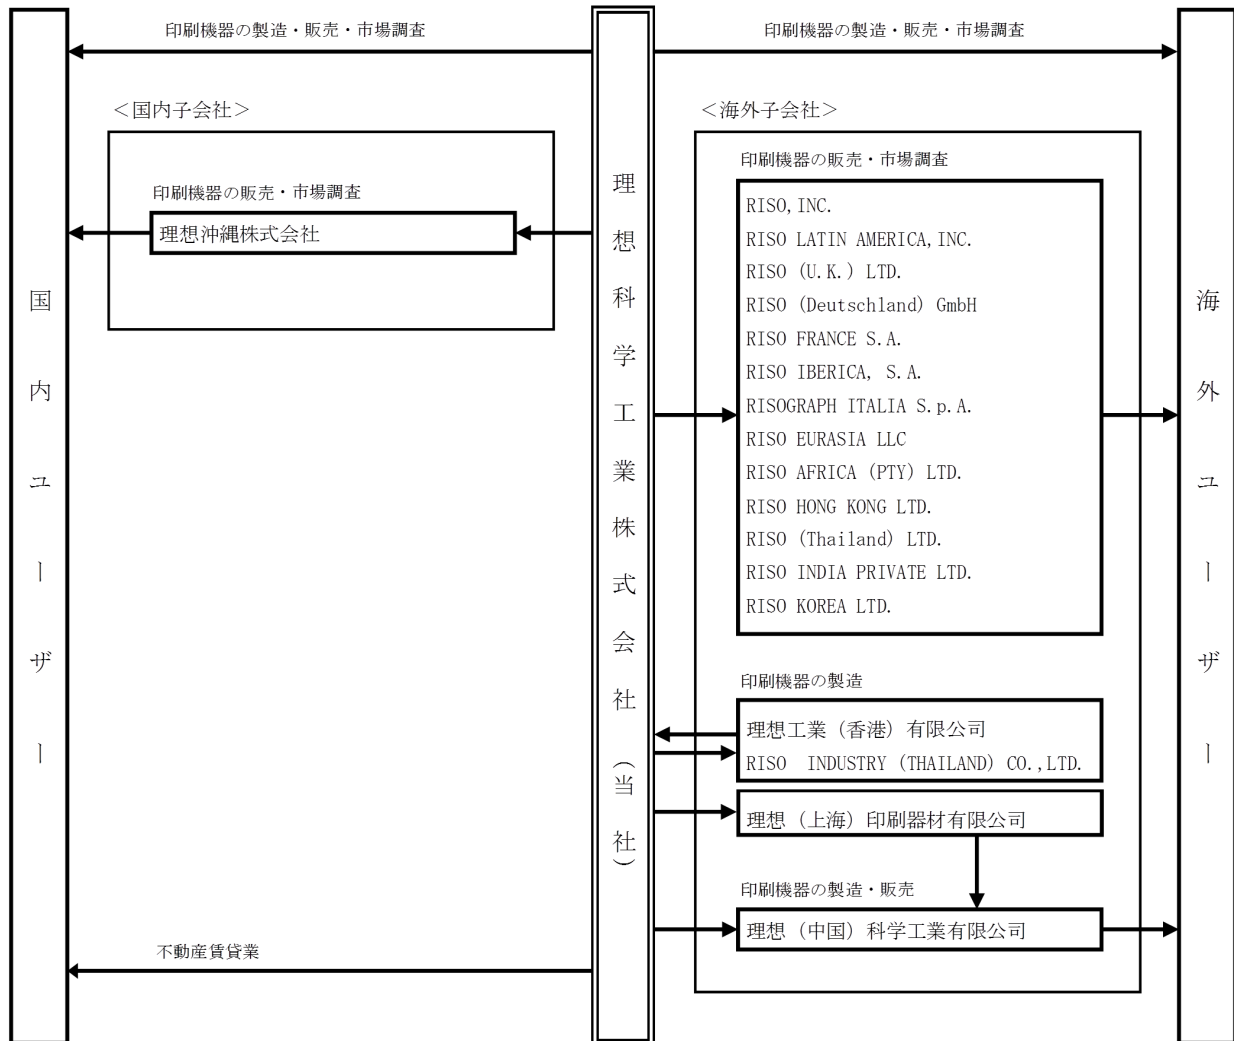 印刷機器の製造・販売・市場調査
印刷機器の製造・販売・市場調査
国内ユーザー
＜国内子会社＞
印刷機器の販売・市場調査
理想沖縄株式会社
理想科学工業株式会社（当社）
＜海外子会社＞
印刷機器の販売・市場調査
RISO,INC.
RISO LATIN AMERICA,INC.
RISO (U.K.) LTD.
RISO (Deutschland) GmbH
RISO FRANCE S.A.
RISO IBERICA, S.A.
RISOGRAPH ITALIA S.p.A.
RISO EURASIA LLC
RISO AFRICA (PTY) LTD.
RISO HONG KONG LTD.
RISO (Thailand) LTD.
RISO INDIA PRIVATE LTD.
RISO KOREA LTD.
印刷機器の製造
理想工業（香港）有限公司
RISO INDUSTRY (THAILAND) CO.,LTD.
理想（上海）印刷器材有限公司
印刷機器の製造・販売
理想（中国）科学工業有限公司
海外ユーザー
不動産賃貸業